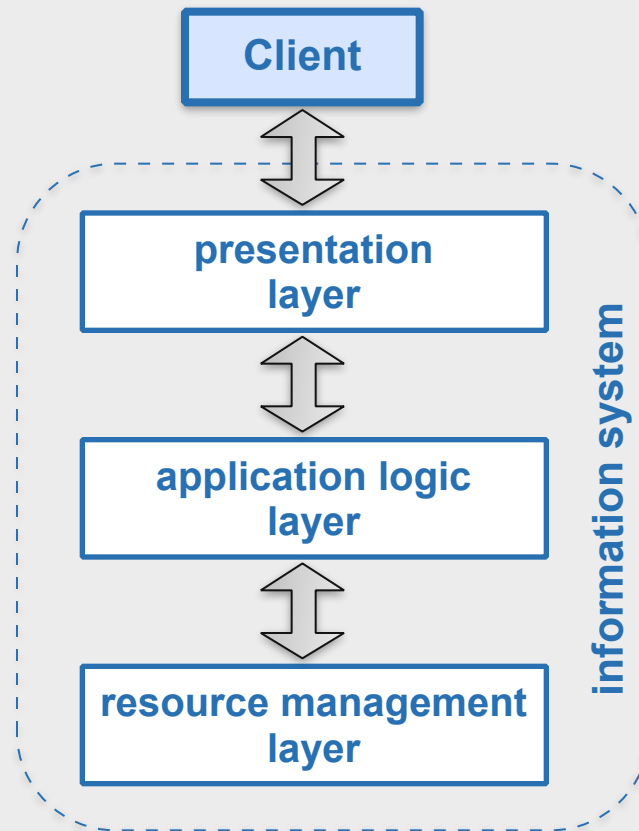 Client
presentation
layer
application logic
layer
resource management
layer
information system